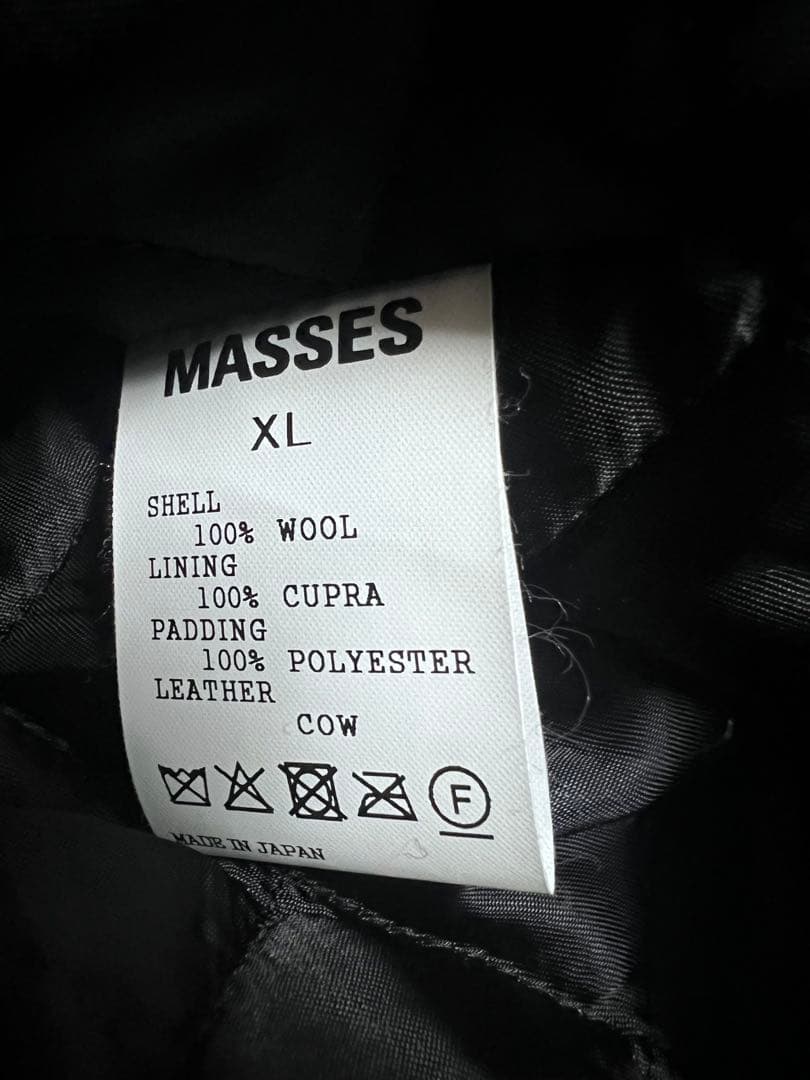 MASSES
XL
SHELL
100% WOOL
LINING
100% CUPRA
PADDING
100% POLYESTER
LEATHER
COW
F
MADE IN JAPAN